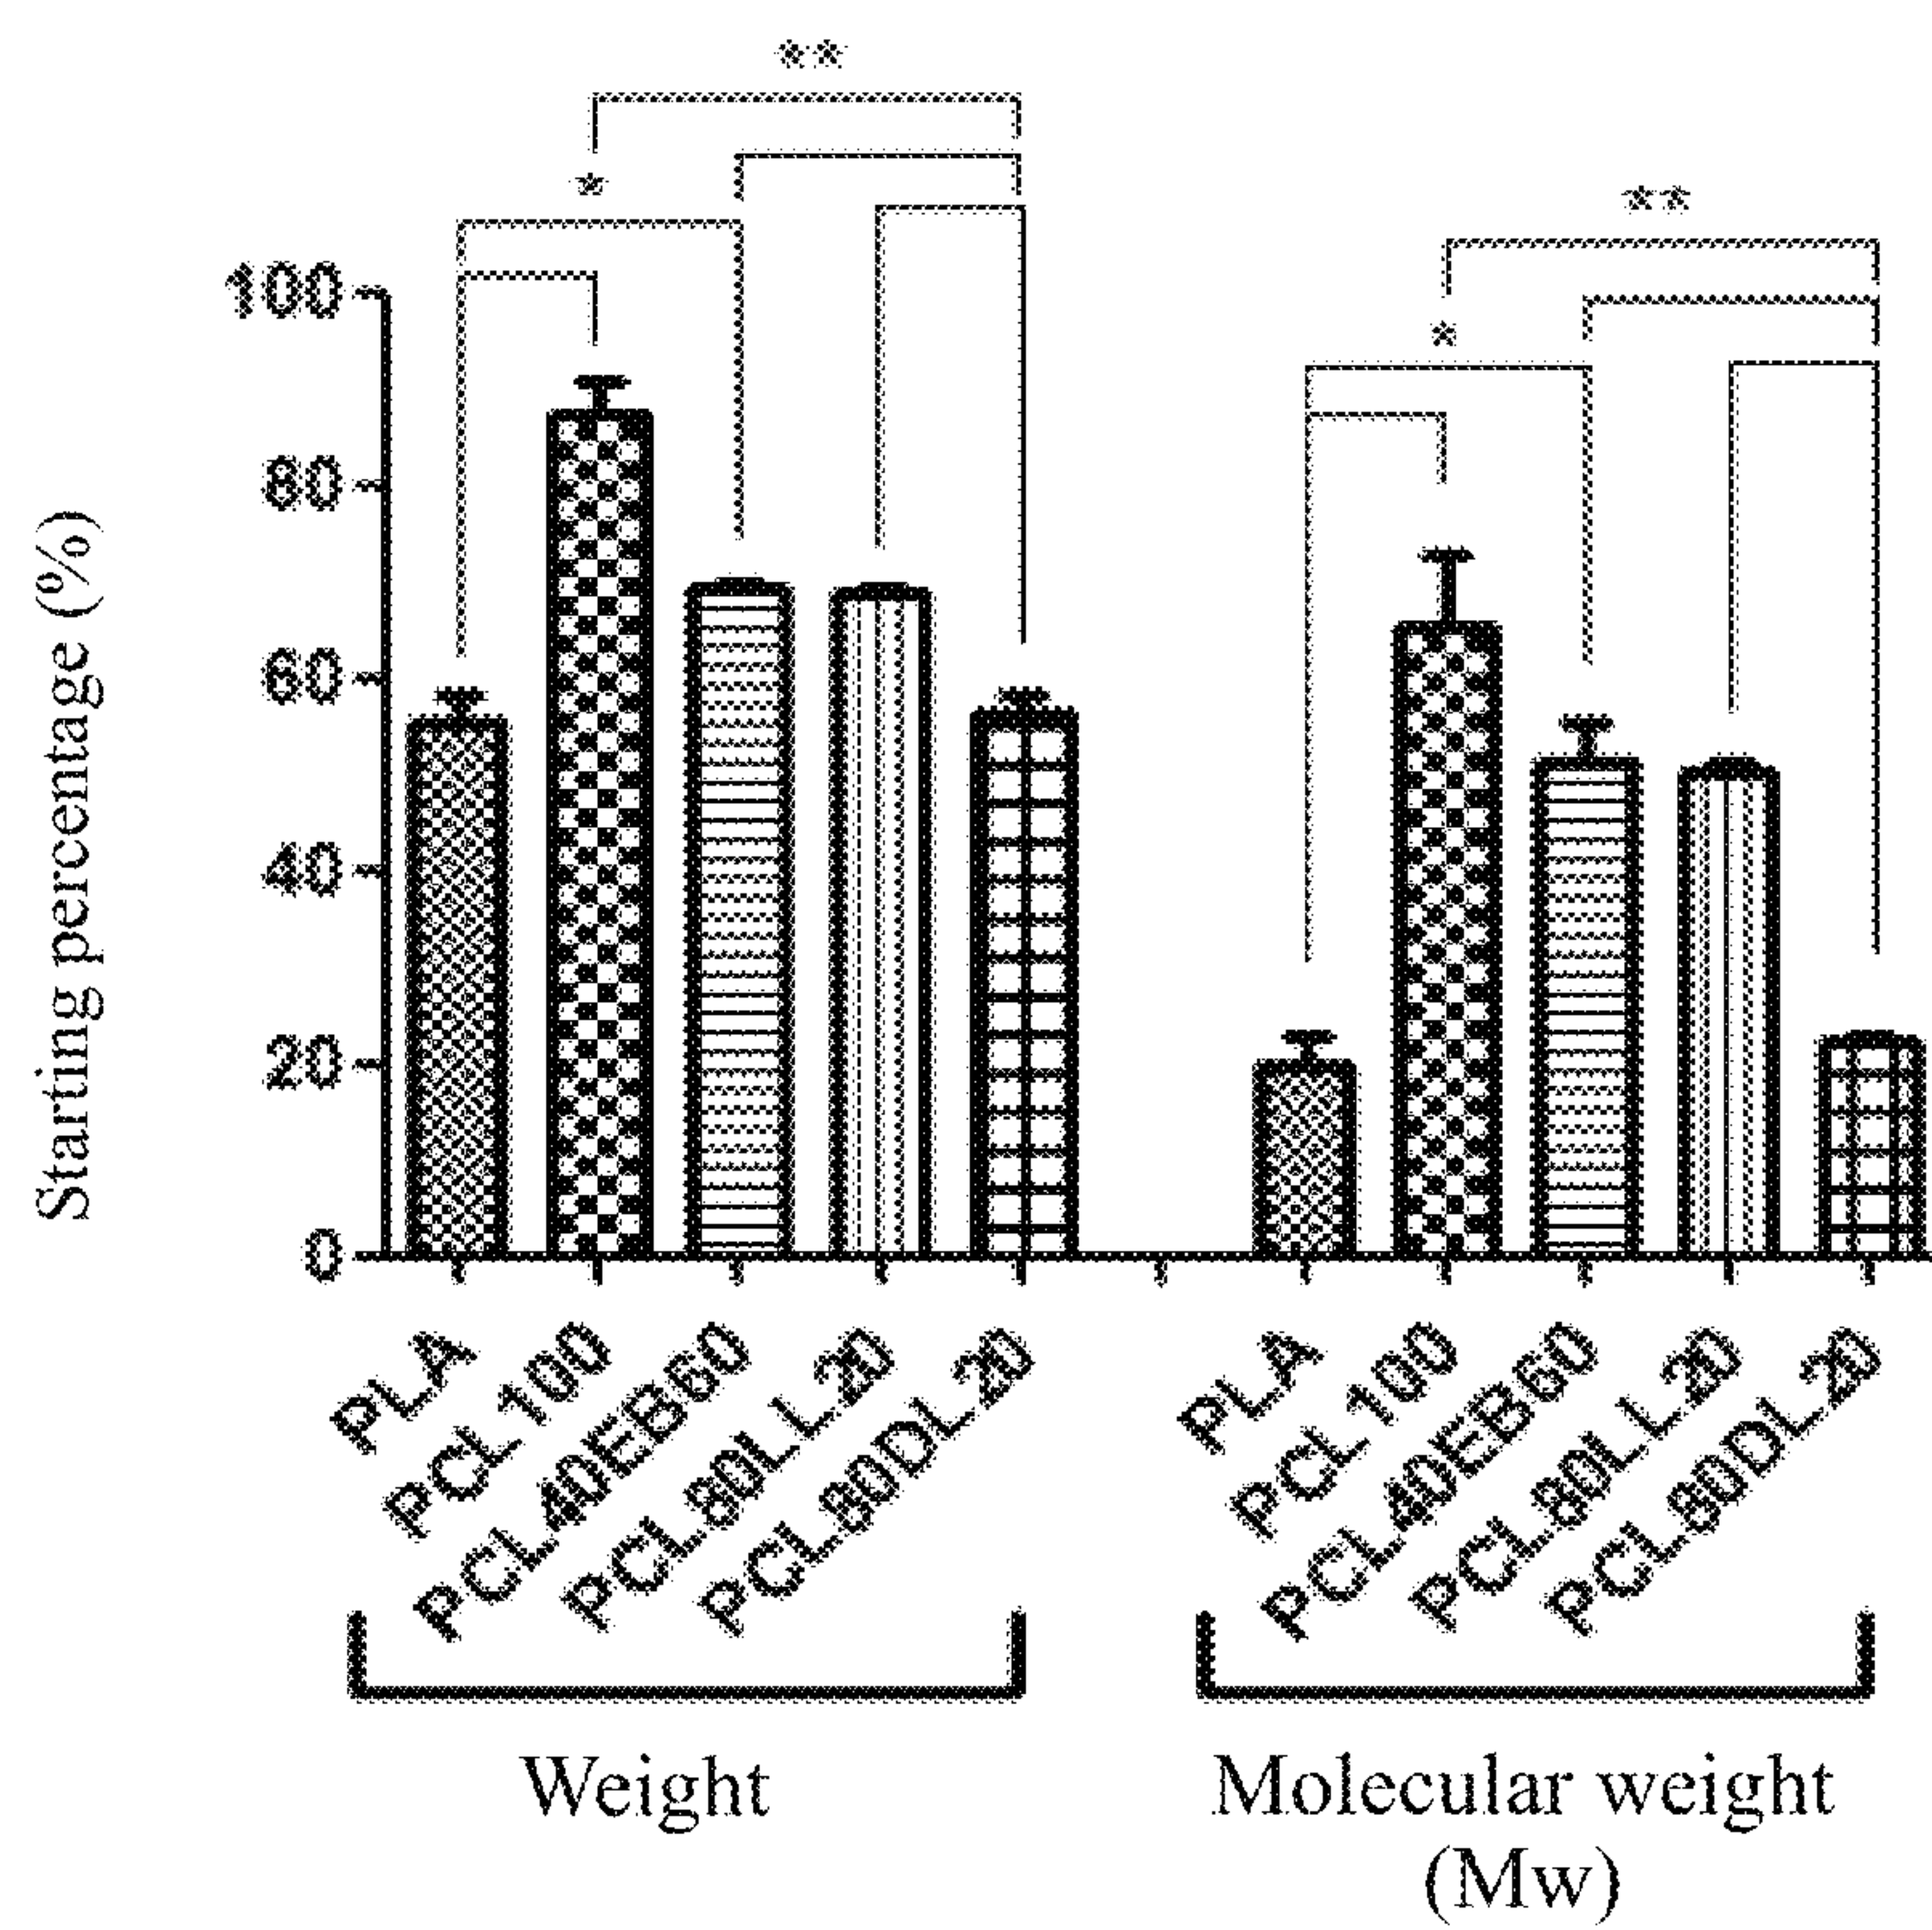 **
*
**
*
100
80
60
40
20
0
Starting percentage (%)
PLA
PCL100
PCL40EB60
PCL80LL20
PCL80DL20
PLA
PCL100
PCL40EB60
PCL80LL20
PCL80DL20
Weight
Molecular weight
(Mw)